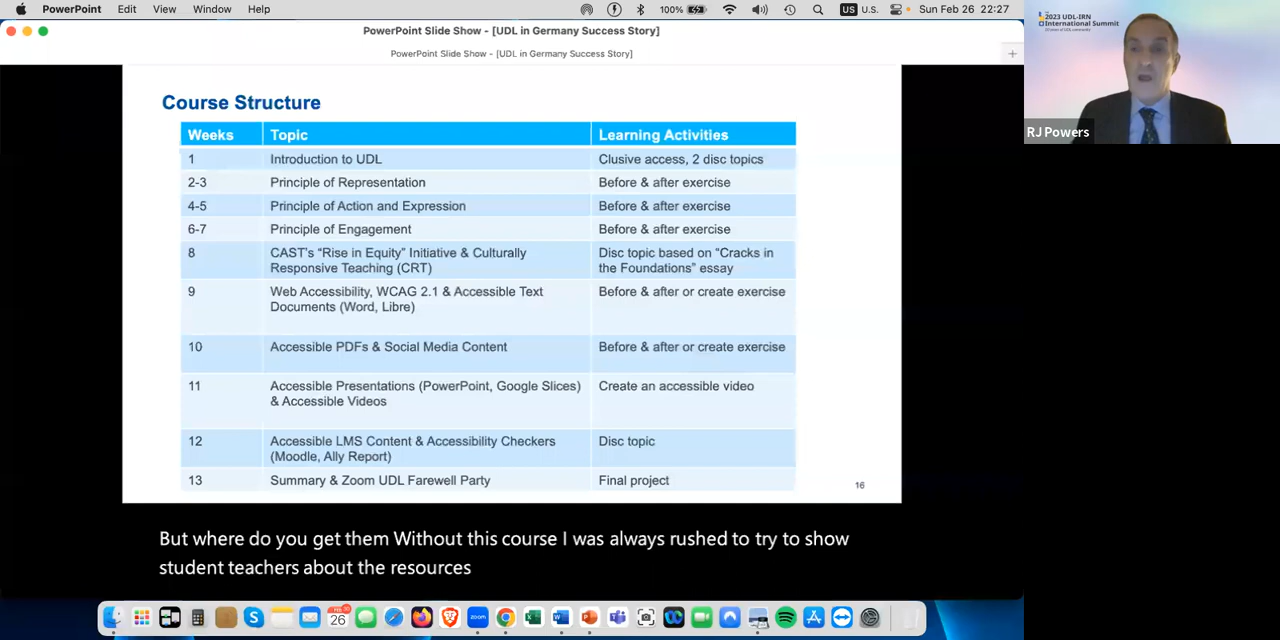 PowerPoint Edit View Window Help 100% US U.S. Sun Feb 26 22:27
PowerPoint Slide Show - [UDL in Germany Success Story]
PowerPoint Slide Show - [UDL in Germany Success Story]
2023 UDL-IRN
International Summit
RJ Powers
Course Structure
Weeks Topic Learning Activities
1 Introduction to UDL Clusive access, 2 disc topics
2-3 Principle of Representation Before & after exercise
4-5 Principle of Action and Expression Before & after exercise
6-7 Principle of Engagement Before & after exercise
8 CAST's "Rise in Equity" Initiative & Culturally Disc topic based on "Cracks in
Responsive Teaching (CRT) the Foundations" essay
9 Web Accessibility, WCAG 2.1 & Accessible Text Before & after or create exercise
Documents (Word, Libre)
10 Accessible PDFs & Social Media Content Before & after or create exercise
11 Accessible Presentations (PowerPoint, Google Slices) Create an accessible video
& Accessible Videos
12 Accessible LMS Content & Accessibility Checkers Disc topic
(Moodle, Ally Report)
13 Summary & Zoom UDL Farewell Party Final project
16
But where do you get them Without this course I was always rushed to try to show
student teachers about the resources
26
zoom